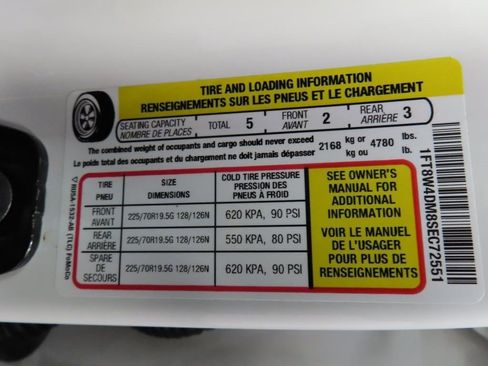 TIRE AND LOADING INFORMATION
RENSEIGNEMENTS SUR LES PNEUS ET LE CHARGEMENT
SEATING CAPACITY
NOMBRE DE PLACES
TOTAL 5
FRONT
AVANT 2
REAR
ARRIÈRE 3
The combined weight of occupants and cargo should never exceed
Le poids total des occupants et du chargement ne doit jamais dépasser
2168 kg or
kg ou
4780 lbs.
lb.
TIRE
PNEU
SIZE
DIMENSIONS
COLD TIRE PRESSURE
PRESSION DES
PNEUS À FROID
FRONT
AVANT
225/70R19.5G 128/126N
620 KPA, 90 PSI
REAR
ARRIÈRE
225/70R19.5G 128/126N
550 KPA, 80 PSI
SPARE
DE
SECOURS
225/70R19.5G 128/126N
620 KPA, 90 PSI
SEE OWNER'S
MANUAL FOR
ADDITIONAL
INFORMATION
VOIR LE MANUEL
DE L'USAGER
POUR PLUS DE
RENSEIGNEMENTS
1FT8W4DM8SEC72551